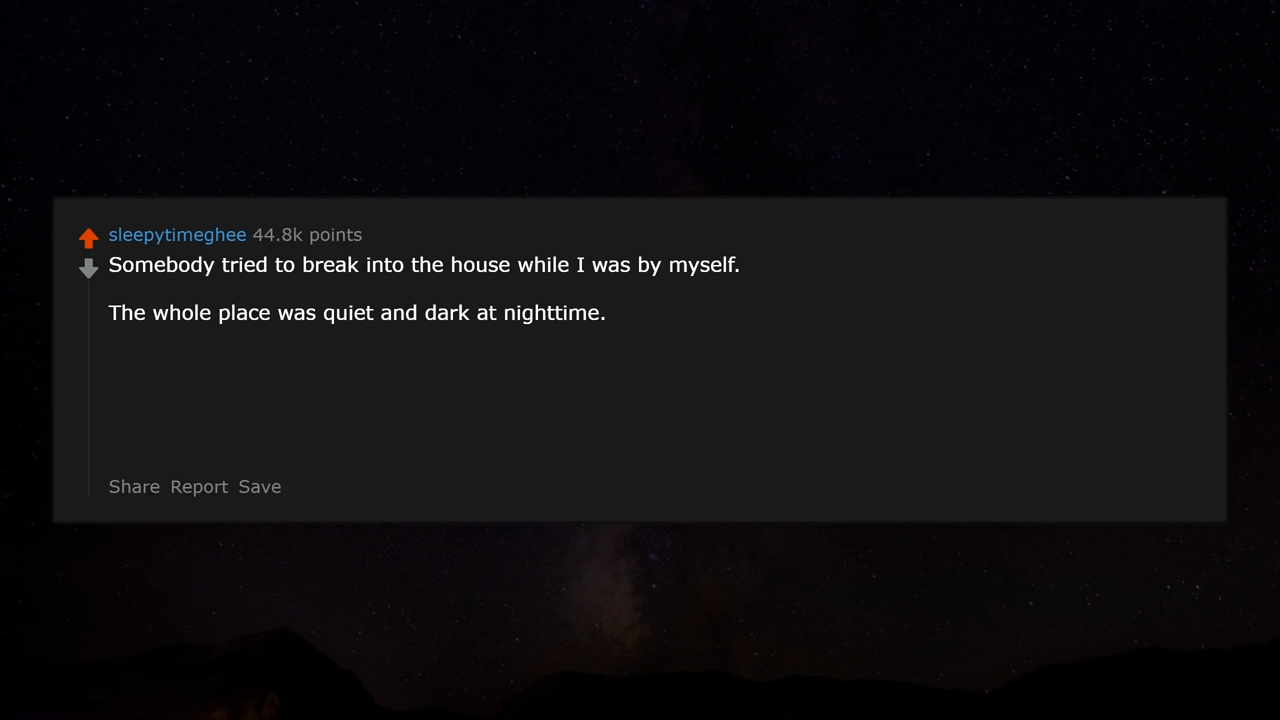 sleepytimeghee 44.8k points
Somebody tried to break into the house while I was by myself.
The whole place was quiet and dark at nighttime.
Share Report Save